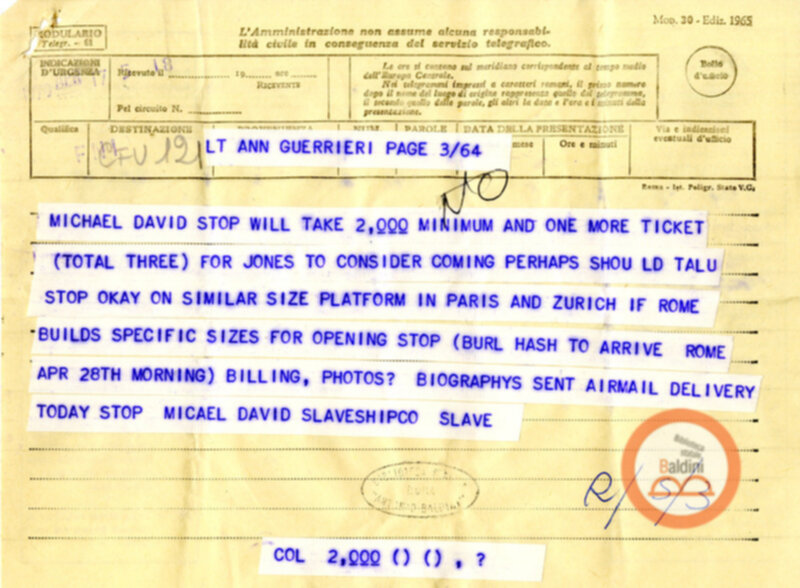 MODULARIO
Telegr. - 61
L'Amministrazione non assume alcuna responsabi-
lità civile in conseguenza del servizio telegrafico.
Mod. 30 - Ediz. 1965
INDICAZIONI
D'URGENZA
Ricevuto il 19 ore
RICEVENTE
Pel circuito N.
Le ore si contano sul meridiano corrispondente al tempo medio
dell'Europa Centrale.
Nei telegrammi impressi a caratteri romani, il primo numero
dopo il nome del luogo di origine rappresenta quello del telegramma,
il secondo quello delle parole, gli altri la data e l'ora e i minuti della
presentazione.
Bollo
d'ufficio
Qualifica
DESTINAZIONE
NUM.
PAROLE
DATA DELLA PRESENTAZIONE
mese
Ore e minuti
Via e indicazioni
eventuali d'ufficio
121
LT ANN GUERRIERI PAGE 3/64
Roma - Ist. Poligr. Stato V.C.
NO
MICHAEL DAVID STOP WILL TAKE 2,000 MINIMUM AND ONE MORE TICKET
(TOTAL THREE) FOR JONES TO CONSIDER COMING PERHAPS SHOU LD TALU
STOP OKAY ON SIMILAR SIZE PLATFORM IN PARIS AND ZURICH IF ROME
BUILDS SPECIFIC SIZES FOR OPENING STOP (BURL HASH TO ARRIVE ROME
APR 28TH MORNING) BILLING, PHOTOS? BIOGRAPHYS SENT AIRMAIL DELIVERY
TODAY STOP MICAEL DAVID SLAVESHIPCO SLAVE
Biblioteca
statale
Baldini
COL 2,000 () () , ?